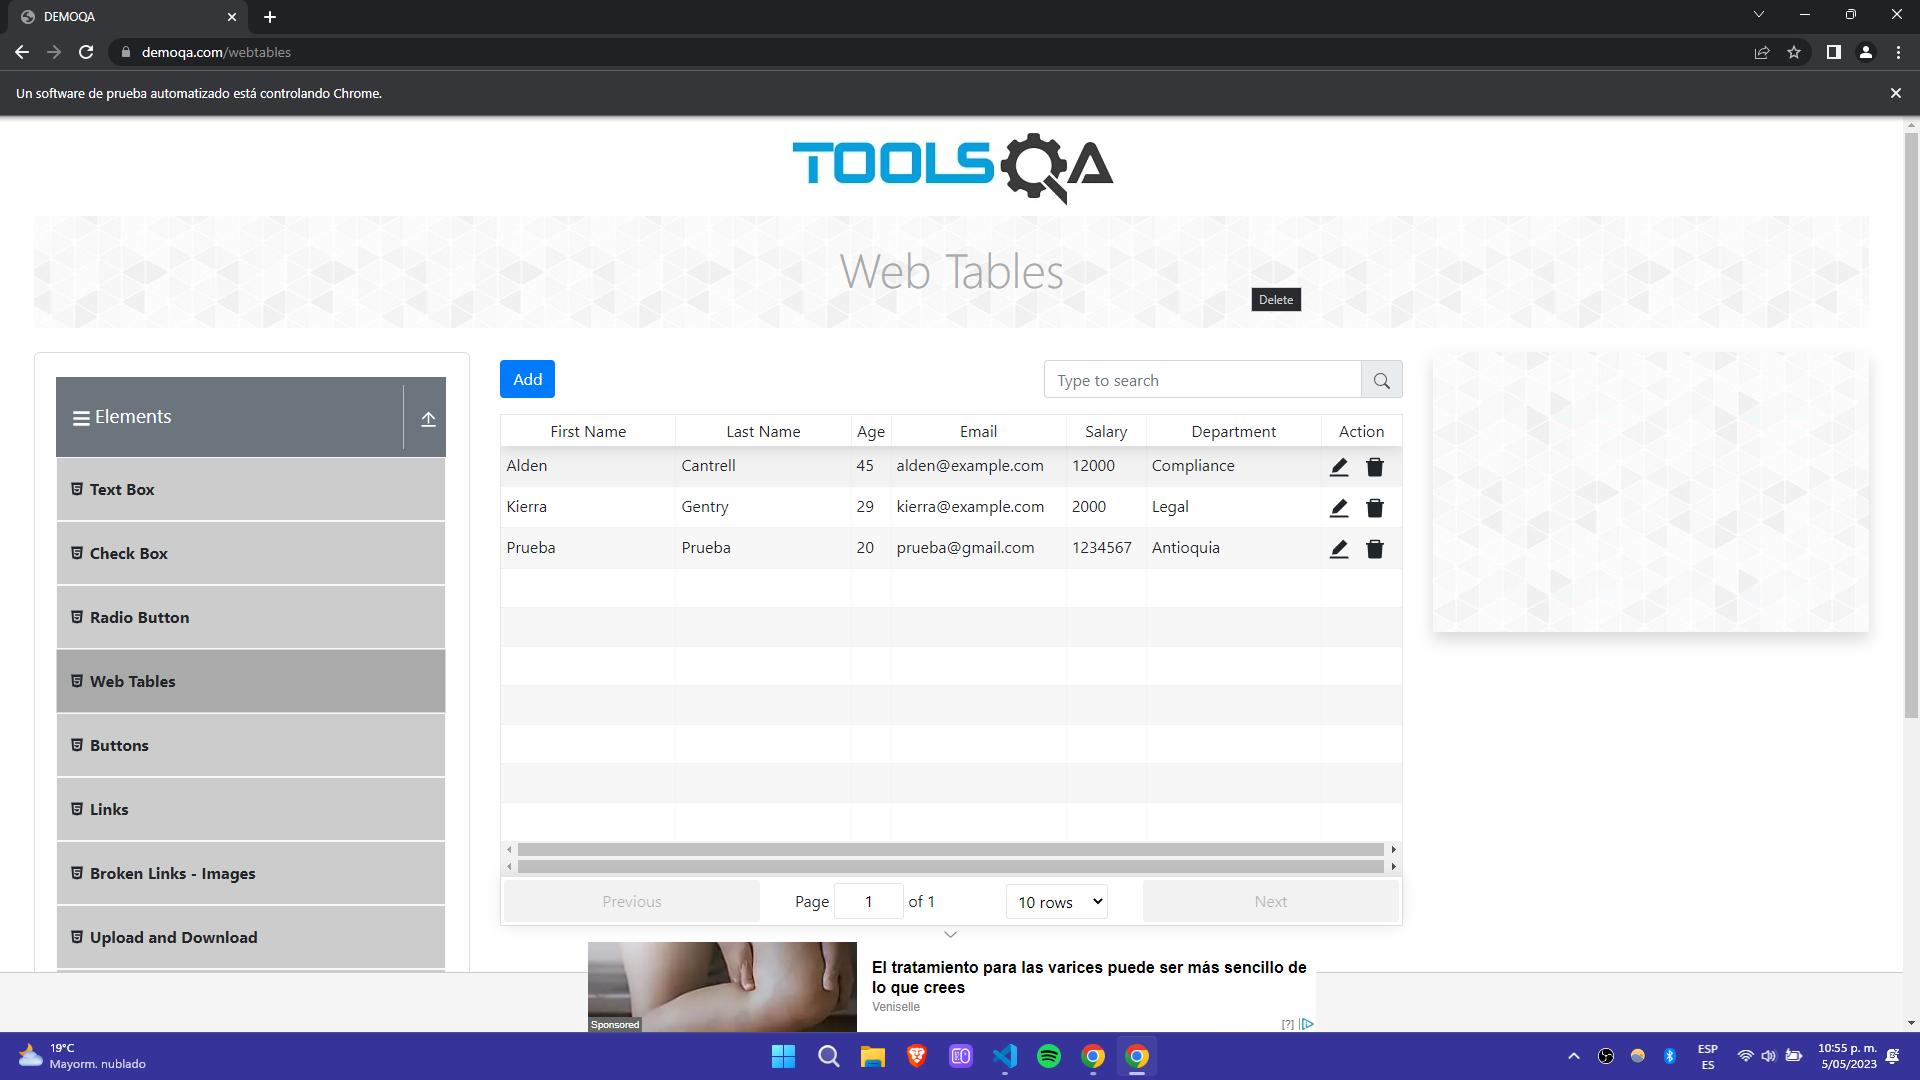 DEMOQA
demoqa.com/webtables
Un software de prueba automatizado está controlando Chrome.
TOOLSQA
Web Tables
Delete
Elements
Text Box
Check Box
Radio Button
Web Tables
Buttons
Links
Broken Links - Images
Upload and Download
Add
Type to search
First Name Last Name Age Email Salary Department Action
Alden Cantrell 45 alden@example.com 12000 Compliance
Kierra Gentry 29 kierra@example.com 2000 Legal
Prueba Prueba 20 prueba@gmail.com 1234567 Antioquia
Previous Page 1 of 1 10 rows Next
El tratamiento para las varices puede ser más sencillo de
lo que crees
Veniselle
Sponsored
[?]
19°C
Mayorm. nublado
ESP
ES
10:55 p. m.
5/05/2023